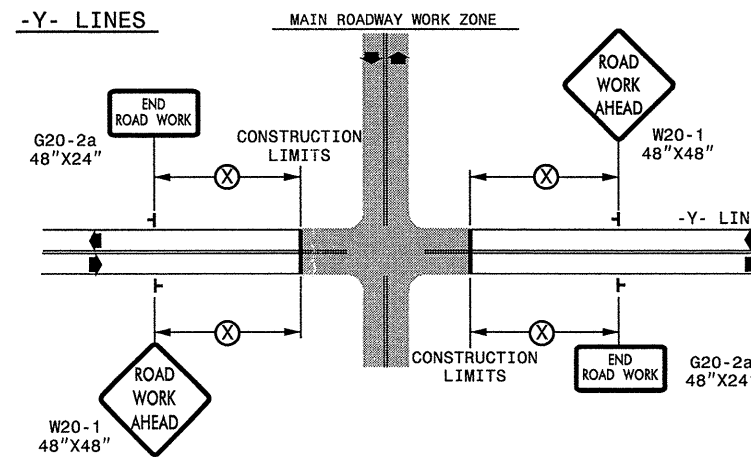 -Y- LINES
MAIN ROADWAY WORK ZONE
END
ROAD WORK
G20-2a
48"X24"
CONSTRUCTION
LIMITS
ROAD
WORK
AHEAD
W20-1
48"X48"
X
X
-Y- LIN
X
X
ROAD
WORK
AHEAD
W20-1
48"X48"
CONSTRUCTION
LIMITS
END
ROAD WORK
G20-2a
48"X24"